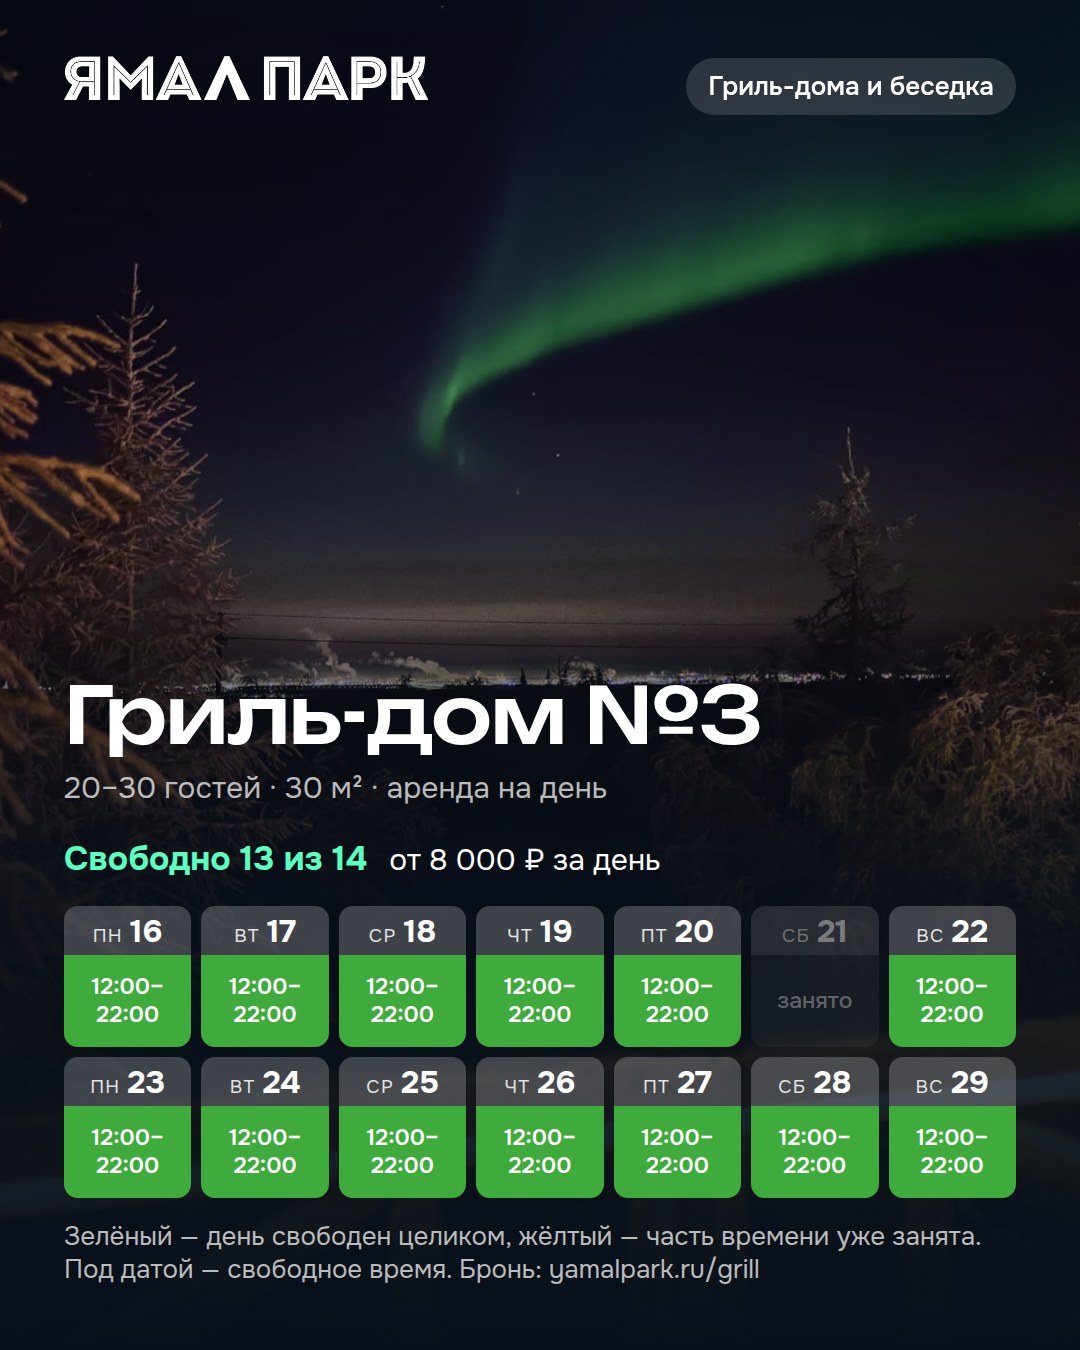 ЯМАЛ ПАРК
Гриль-дома и беседка
Гриль-дом №3
20–30 гостей · 30 м² · аренда на день
Свободно 13 из 14 от 8 000 ₽ за день
ПН 16 ВТ 17 СР 18 ЧТ 19 ПТ 20 СБ 21 ВС 22
12:00– 12:00– 12:00– 12:00– 12:00– занято 12:00–
22:00 22:00 22:00 22:00 22:00 22:00
ПН 23 ВТ 24 СР 25 ЧТ 26 ПТ 27 СБ 28 ВС 29
12:00– 12:00– 12:00– 12:00– 12:00– 12:00– 12:00–
22:00 22:00 22:00 22:00 22:00 22:00 22:00
Зелёный — день свободен целиком, жёлтый — часть времени уже занята.
Под датой — свободное время. Бронь: yamalpark.ru/grill